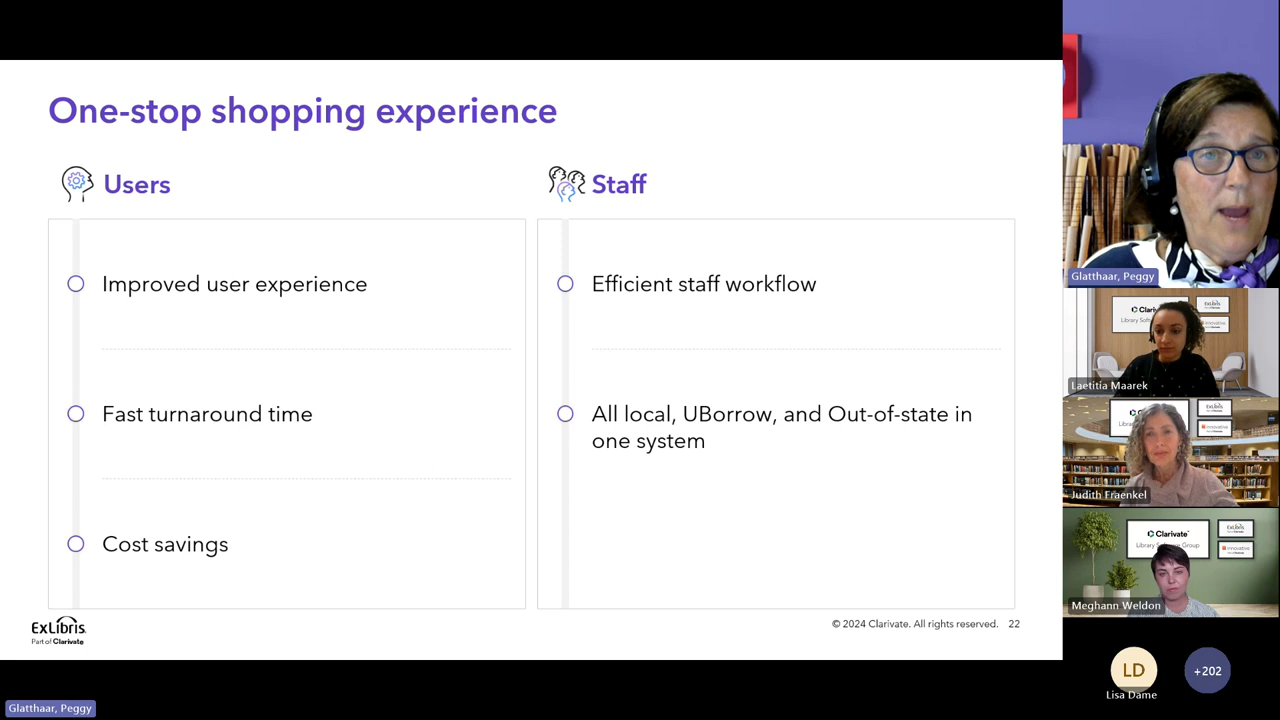 One-stop shopping experience
Users
Improved user experience
Fast turnaround time
Cost savings
Staff
Efficient staff workflow
All local, UBorrow, and Out-of-state in
one system
ExLibris
Part of Clarivate
© 2024 Clarivate. All rights reserved. 22
Glatthaar, Peggy
Glatthaar, Peggy
Laetitia Maarek
Judith Fraenkel
Clarivate
Meghann Weldon
LD
Lisa Dame
+202